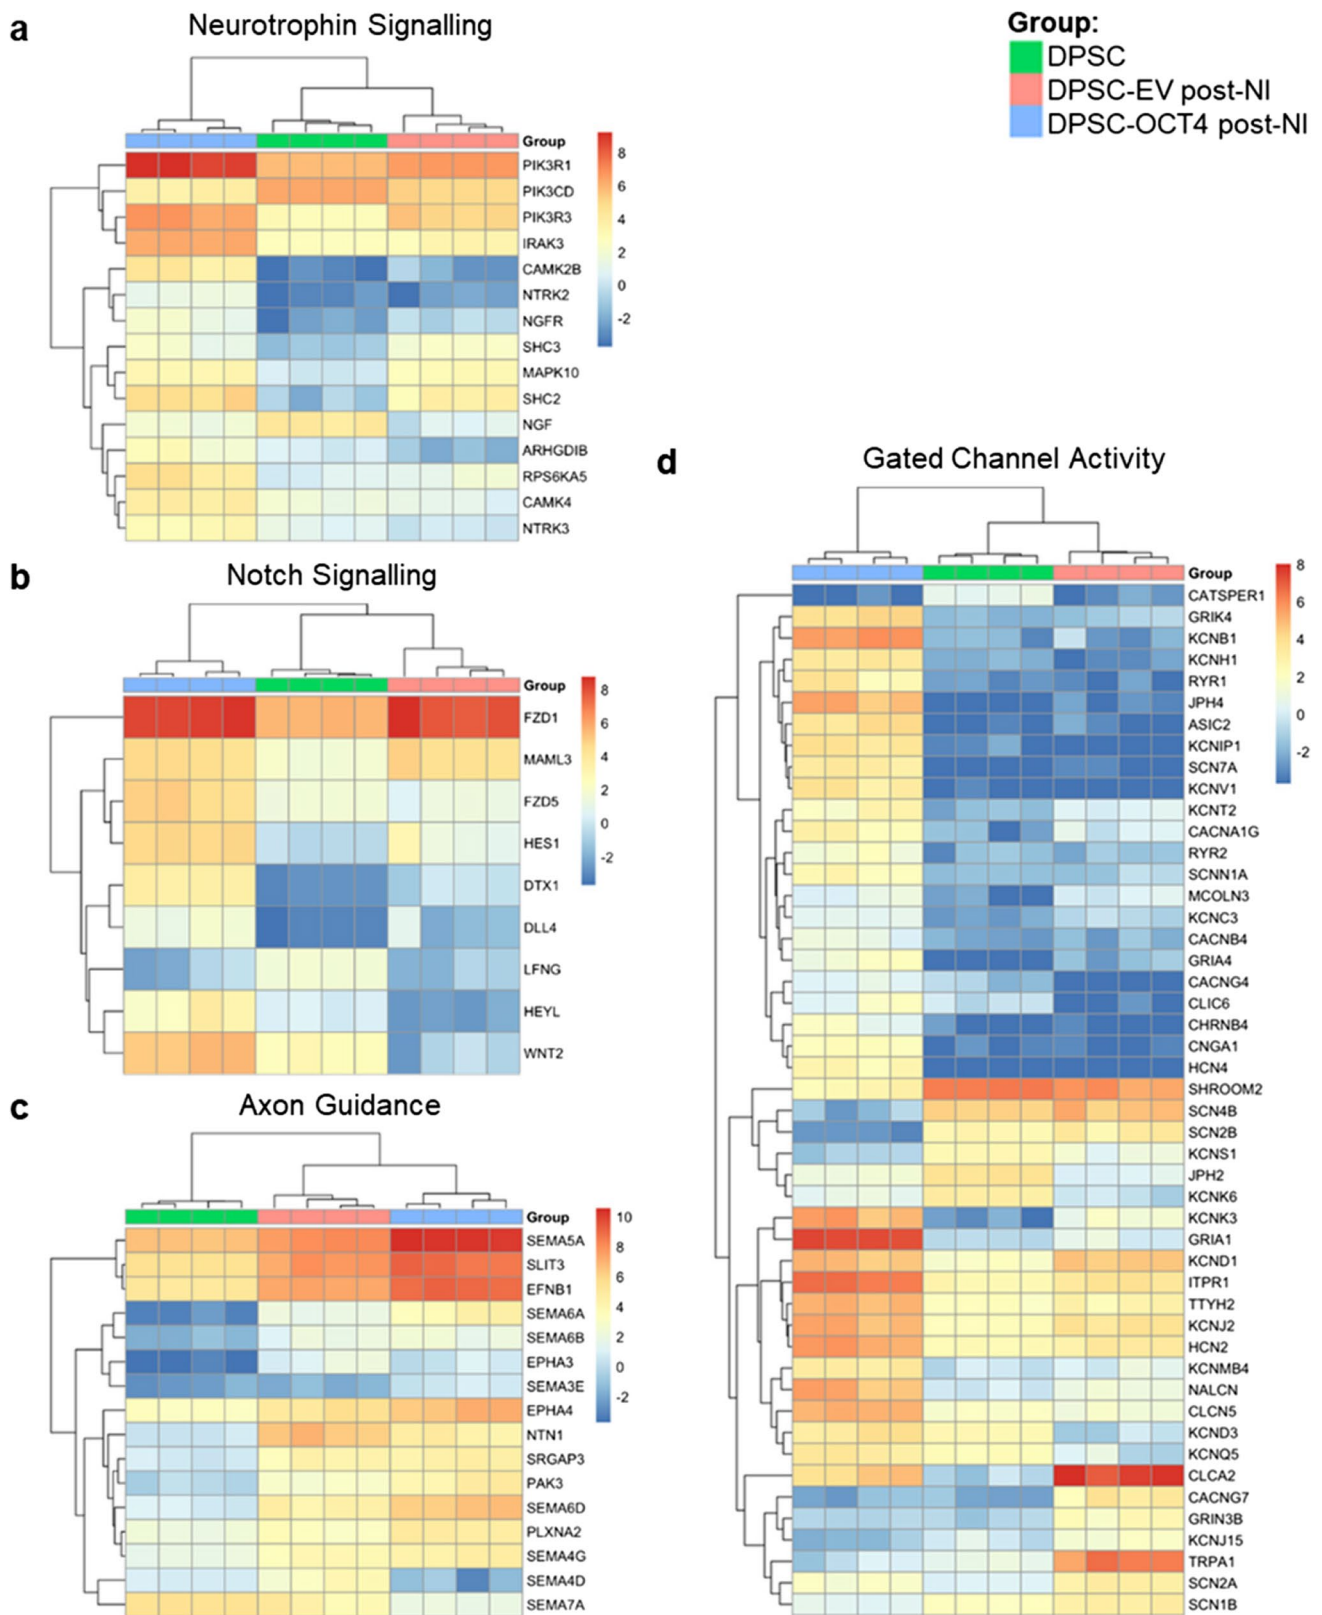 a
Neurotrophin Signalling
Group:
DPSC
DPSC-EV post-NI
DPSC-OCT4 post-NI
Group
PIK3R1
PIK3CD
PIK3R3
IRAK3
CAMK2B
NTRK2
NGFR
SHC3
MAPK10
SHC2
NGF
ARHGDIB
RPS6KA5
CAMK4
NTRK3
8
6
4
2
0
-2
b
Notch Signalling
Group
FZD1
MAML3
FZD5
HES1
DTX1
DLL4
LFNG
HEYL
WNT2
8
6
4
2
0
-2
c
Axon Guidance
Group
SEMA5A
SLIT3
EFNB1
SEMA6A
SEMA6B
EPHA3
SEMA3E
EPHA4
NTN1
SRGAP3
PAK3
SEMA6D
PLXNA2
SEMA4G
SEMA4D
SEMA7A
10
8
6
4
2
0
-2
d
Gated Channel Activity
Group
CATSPER1
GRIK4
KCNB1
KCNH1
RYR1
JPH4
ASIC2
KCNIP1
SCN7A
KCNV1
KCNT2
CACNA1G
RYR2
SCNN1A
MCOLN3
KCNC3
CACNB4
GRIA4
CACNG4
CLIC6
CHRNB4
CNGA1
HCN4
SHROOM2
SCN4B
SCN2B
KCNS1
JPH2
KCNK6
KCNK3
GRIA1
KCND1
ITPR1
TTYH2
KCNJ2
HCN2
KCNMB4
NALCN
CLCN5
KCND3
KCNQ5
CLCA2
CACNG7
GRIN3B
KCNJ15
TRPA1
SCN2A
SCN1B
8
6
4
2
0
-2